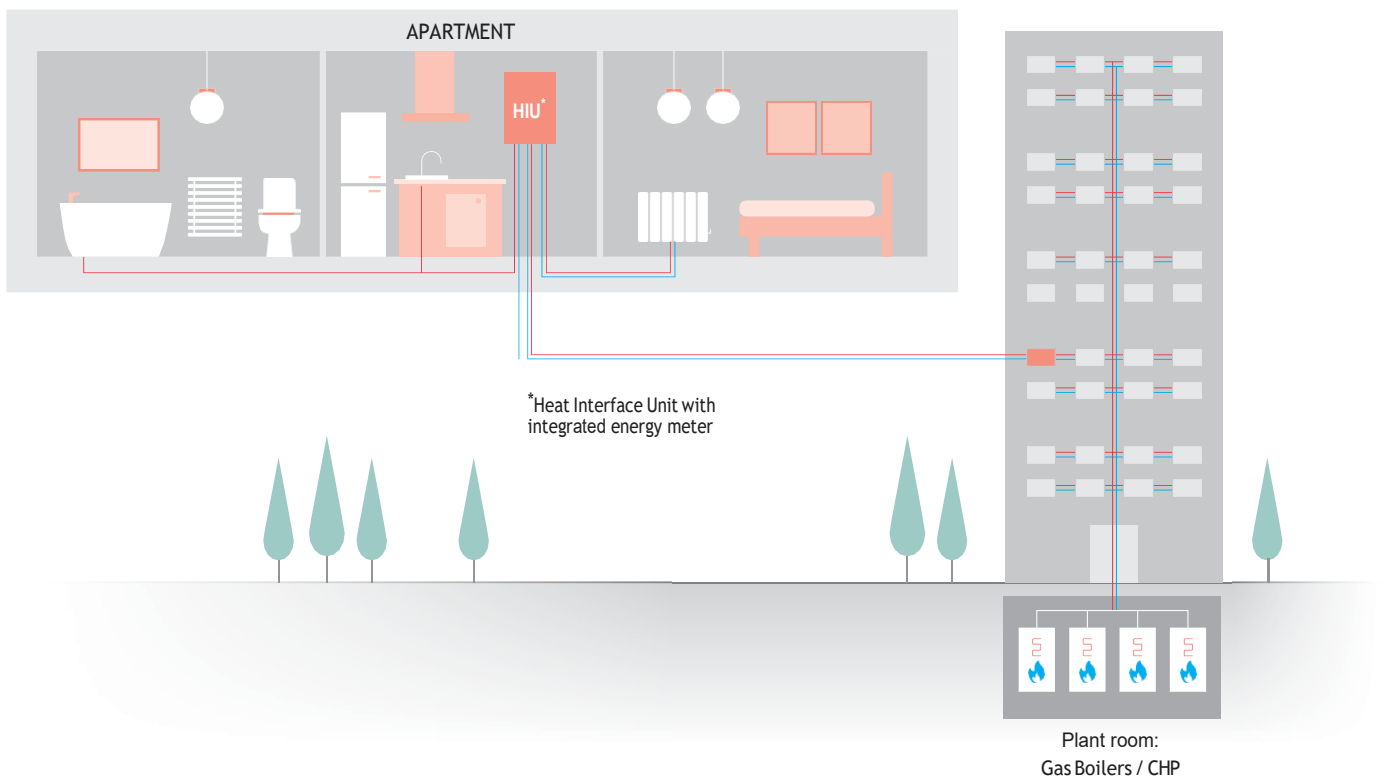 APARTMENT
HIU*
*Heat Interface Unit with
integrated energy meter
Plant room:
Gas Boilers / CHP